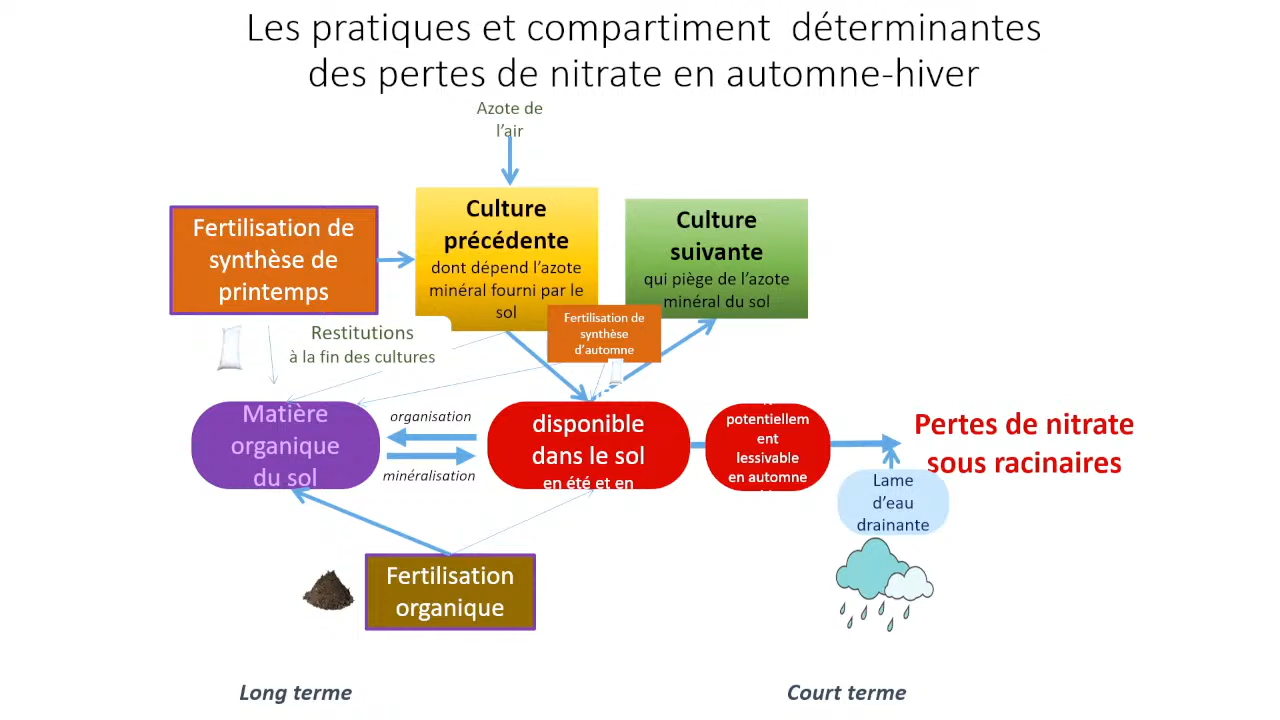 Les pratiques et compartiment déterminantes
des pertes de nitrate en automne-hiver
Azote de
l'air
Fertilisation de
synthèse de
printemps
Culture
précédente
dont dépend l'azote
minéral fourni par le
sol
Culture
suivante
qui piège de l'azote
minéral du sol
Fertilisation de
synthèse
d'automne
Restitutions
à la fin des cultures
Matière
organique
du sol
organisation
minéralisation
disponible
dans le sol
en été et en
potentiellem
ent
lessivable
en automne
Pertes de nitrate
sous racinaires
Lame
d'eau
drainante
Fertilisation
organique
Long terme
Court terme